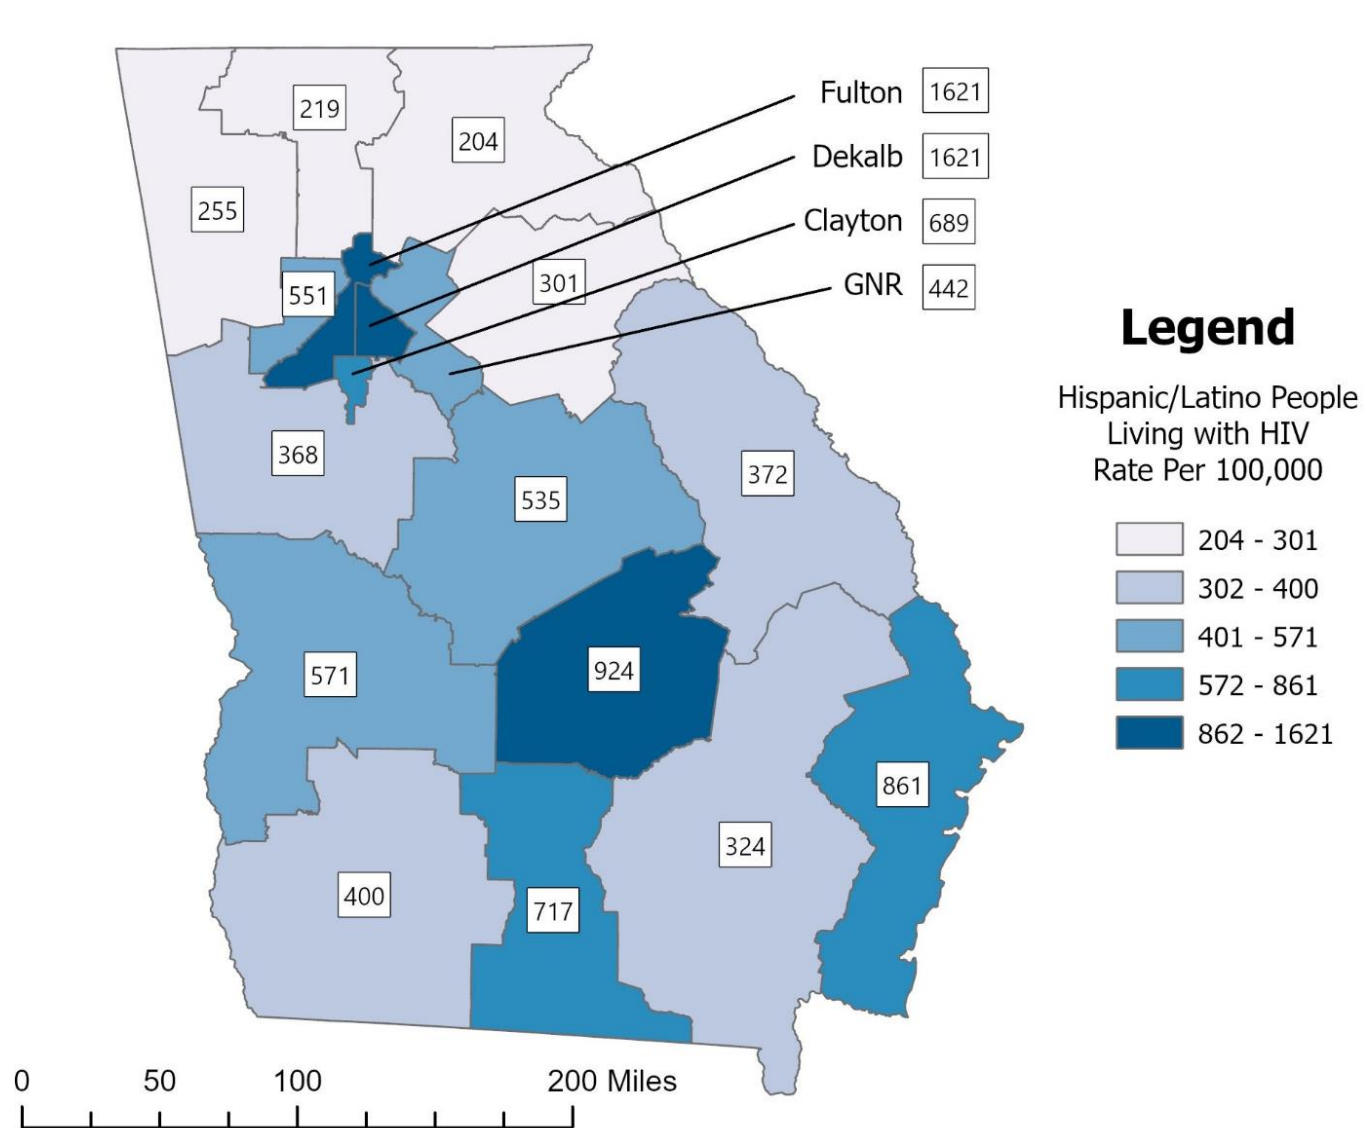 Fulton 1621
219
204
Dekalb 1621
255
Clayton 689
301
GNR 442
551
Legend
Hispanic/Latino People
Living with HIV
Rate Per 100,000
368
372
535
204 - 301
302 - 400
401 - 571
572 - 861
862 - 1621
571
924
861
324
400
717
0 50 100 200 Miles